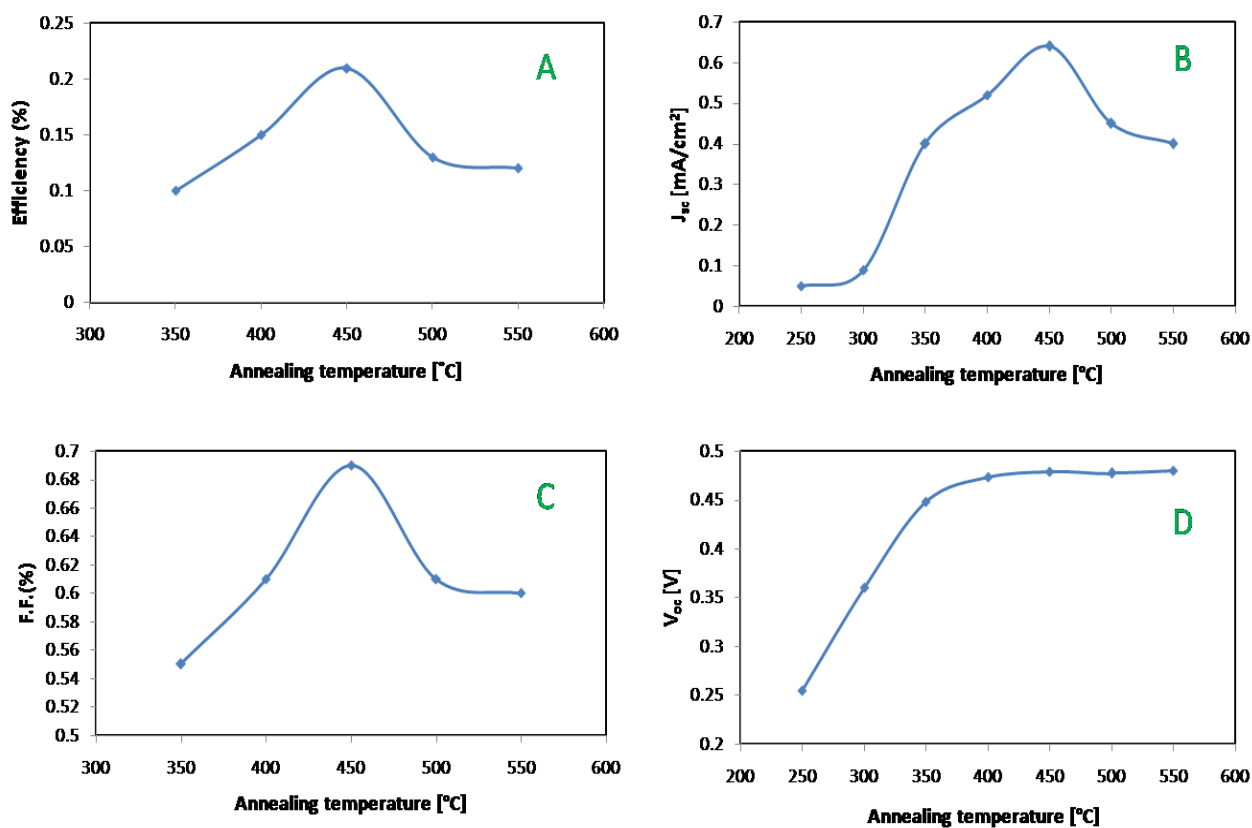 A
Efficiency (%)
0.25
0.2
0.15
0.1
0.05
0
300 350 400 450 500 550 600
Annealing temperature [°C]
B
Jsc [mA/cm²]
0.7
0.6
0.5
0.4
0.3
0.2
0.1
0
200 250 300 350 400 450 500 550 600
Annealing temperature [°C]
C
F.F.(%)
0.7
0.68
0.66
0.64
0.62
0.6
0.58
0.56
0.54
0.52
0.5
300 350 400 450 500 550 600
Annealing temperature [°C]
D
Voc [V]
0.5
0.45
0.4
0.35
0.3
0.25
0.2
200 250 300 350 400 450 500 550 600
Annealing temperature [°C]